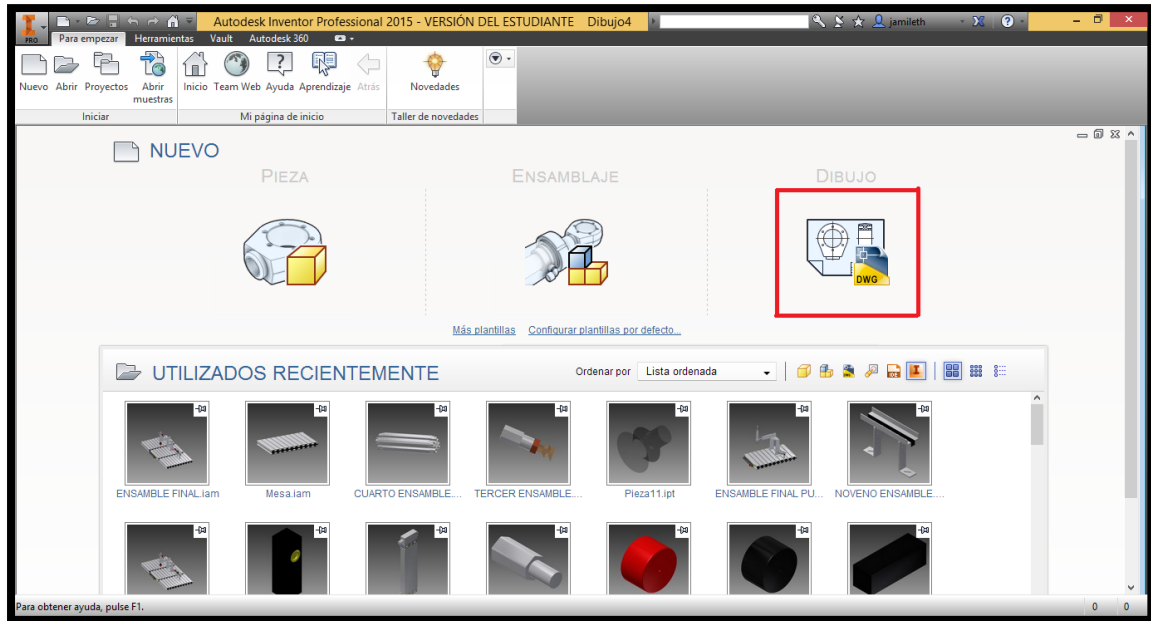 Autodesk Inventor Professional 2015 - VERSIÓN DEL ESTUDIANTE Dibujo4
jamileth
PRO
Para empezar Herramientas Vault Autodesk 360
Nuevo Abrir Proyectos Abrir muestras Inicio Team Web Ayuda Aprendizaje Atrás Novedades
Iniciar Mi página de inicio Taller de novedades
NUEVO
PIEZA ENSAMBLAJE DIBUJO
DWG
Más plantillas Configurar plantillas por defecto...
UTILIZADOS RECIENTEMENTE Ordenar por Lista ordenada
ENSAMBLE FINAL.iam Mesa.iam CUARTO ENSAMBLE.... TERCER ENSAMBLE.... Pieza11.ipt ENSAMBLE FINAL PU... NOVENO ENSAMBLE....
Para obtener ayuda, pulse F1. 0 0